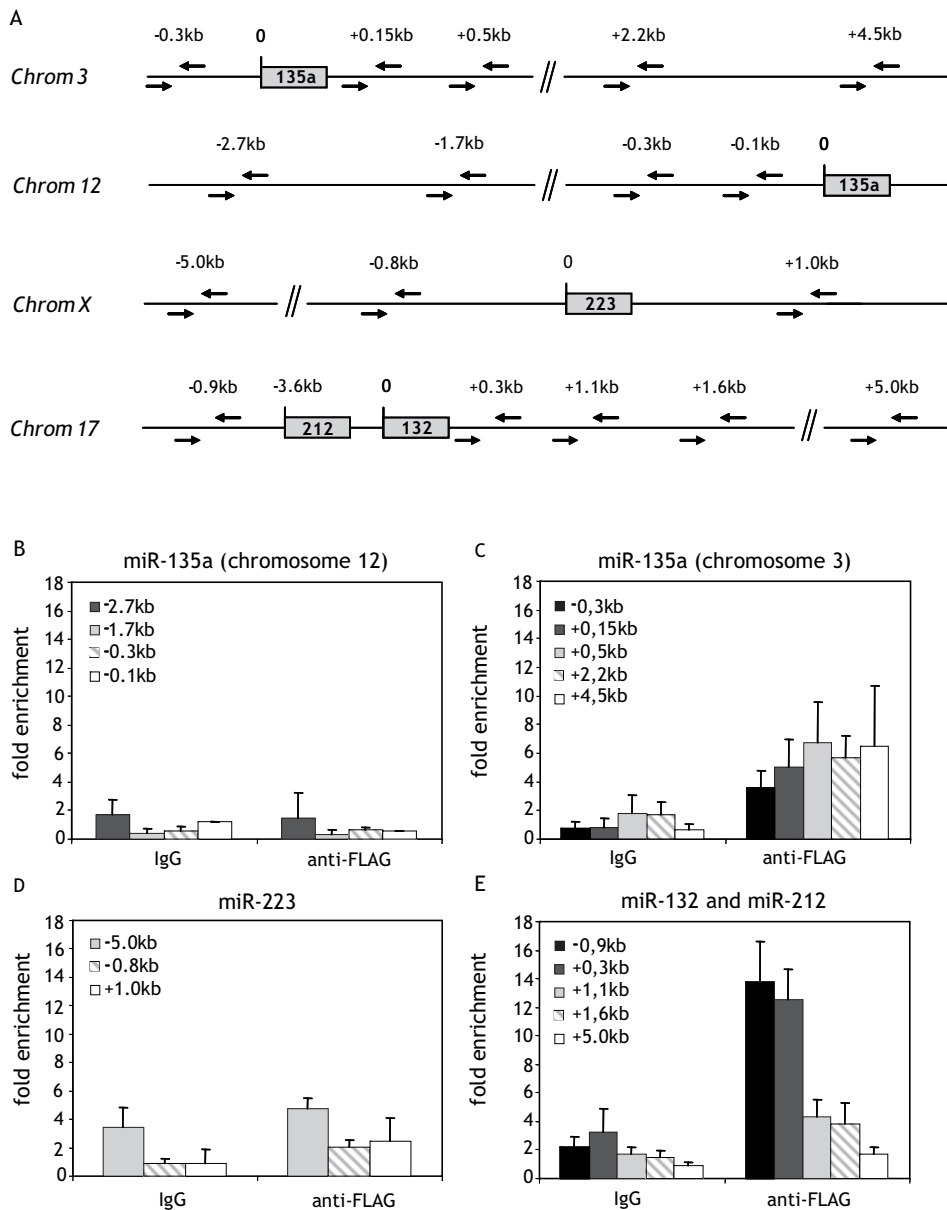 A
-0.3kb 0 +0.15kb +0.5kb +2.2kb +4.5kb
Chrom 3 135a
-2.7kb -1.7kb -0.3kb -0.1kb 0
Chrom 12 135a
-5.0kb -0.8kb 0 +1.0kb
Chrom X 223
-0.9kb -3.6kb 0 +0.3kb +1.1kb +1.6kb +5.0kb
Chrom 17 212 132
B
miR-135a (chromosome 12)
fold enrichment
18
16
14
12
10
8
6
4
2
0
-2.7kb
-1.7kb
-0.3kb
-0.1kb
IgG anti-FLAG
C
miR-135a (chromosome 3)
fold enrichment
18
16
14
12
10
8
6
4
2
0
-0,3kb
+0,15kb
+0,5kb
+2,2kb
+4,5kb
IgG anti-FLAG
D
miR-223
fold enrichment
18
16
14
12
10
8
6
4
2
0
-5.0kb
-0.8kb
+1.0kb
IgG anti-FLAG
E
miR-132 and miR-212
fold enrichment
18
16
14
12
10
8
6
4
2
0
-0,9kb
+0,3kb
+1,1kb
+1,6kb
+5.0kb
IgG anti-FLAG